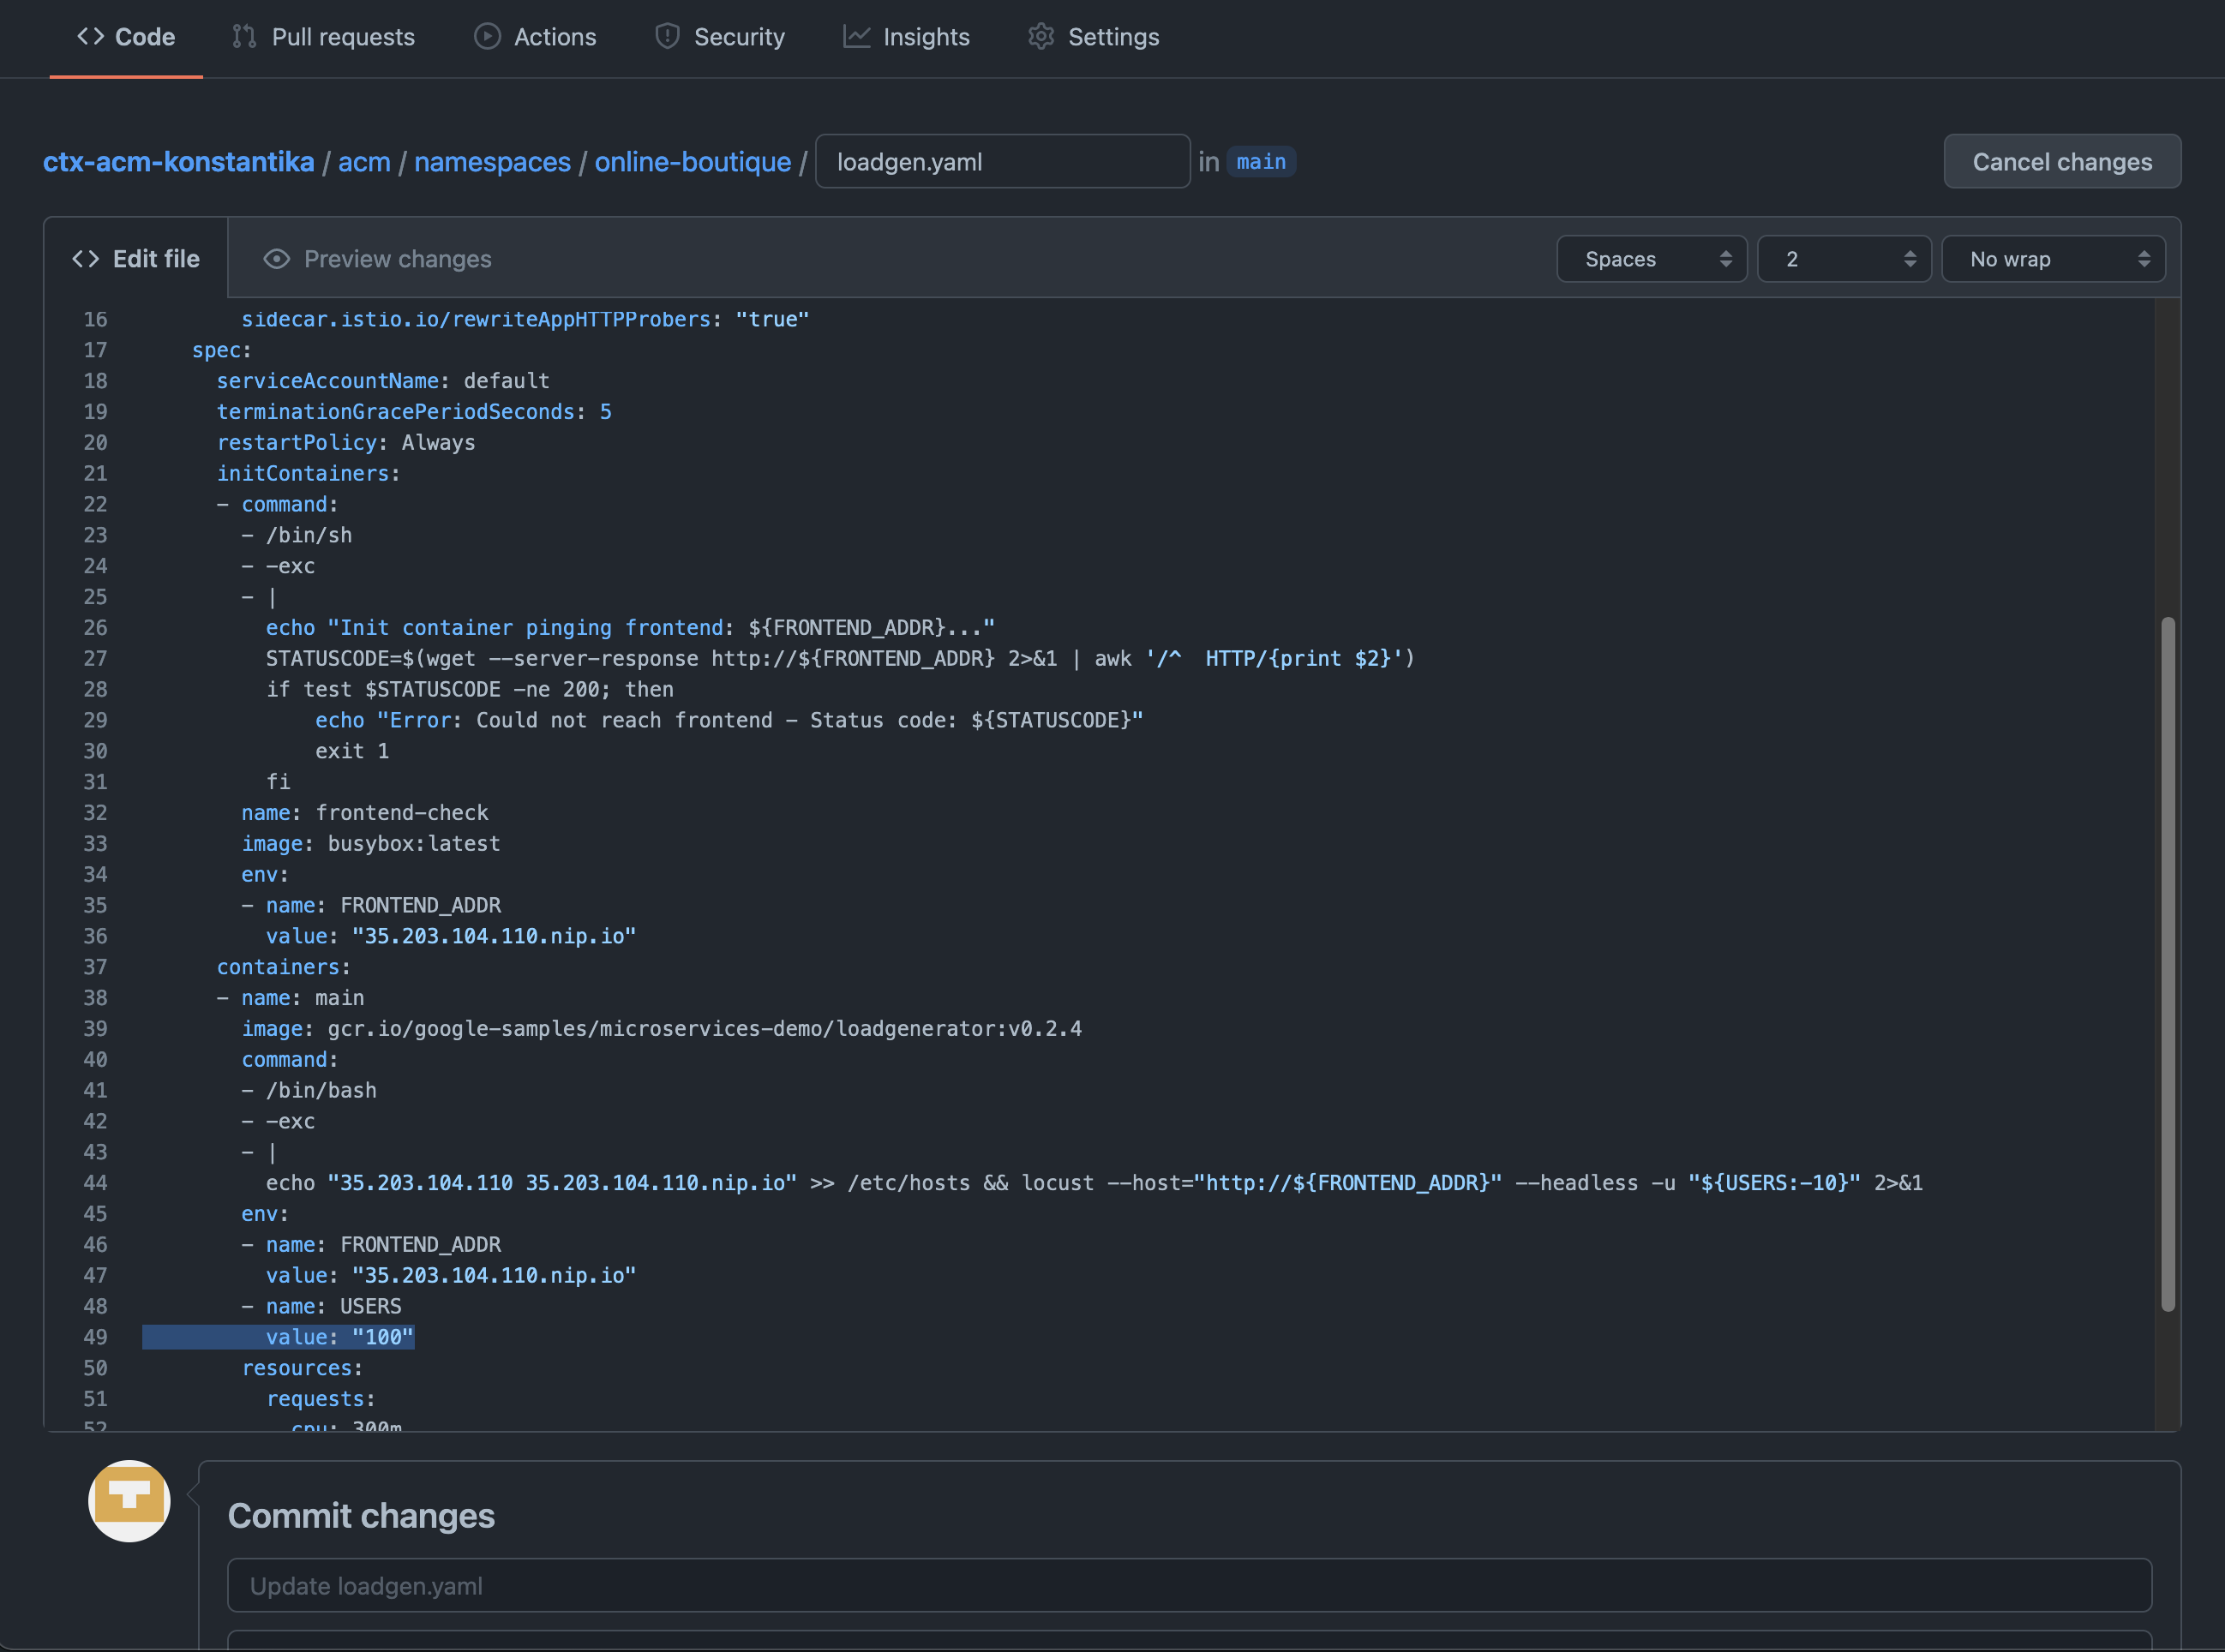 Code Pull requests Actions Security Insights Settings
ctx-acm-konstantika / acm / namespaces / online-boutique / loadgen.yaml in main Cancel changes
Edit file Preview changes Spaces 2 No wrap
16 sidecar.istio.io/rewriteAppHTTPProbers: "true"
17 spec:
18 serviceAccountName: default
19 terminationGracePeriodSeconds: 5
20 restartPolicy: Always
21 initContainers:
22 - command:
23 - /bin/sh
24 - -exc
25 - |
26 echo "Init container pinging frontend: ${FRONTEND_ADDR}..."
27 STATUSCODE=$(wget --server-response http://${FRONTEND_ADDR} 2>&1 | awk '/^  HTTP/{print $2}')
28 if test $STATUSCODE -ne 200; then
29 echo "Error: Could not reach frontend - Status code: ${STATUSCODE}"
30 exit 1
31 fi
32 name: frontend-check
33 image: busybox:latest
34 env:
35 - name: FRONTEND_ADDR
36 value: "35.203.104.110.nip.io"
37 containers:
38 - name: main
39 image: gcr.io/google-samples/microservices-demo/loadgenerator:v0.2.4
40 command:
41 - /bin/bash
42 - -exc
43 - |
44 echo "35.203.104.110 35.203.104.110.nip.io" >> /etc/hosts && locust --host="http://${FRONTEND_ADDR}" --headless -u "${USERS:-10}" 2>&1
45 env:
46 - name: FRONTEND_ADDR
47 value: "35.203.104.110.nip.io"
48 - name: USERS
49 value: "100"
50 resources:
51 requests:
52 cpu: 300m
Commit changes
Update loadgen.yaml